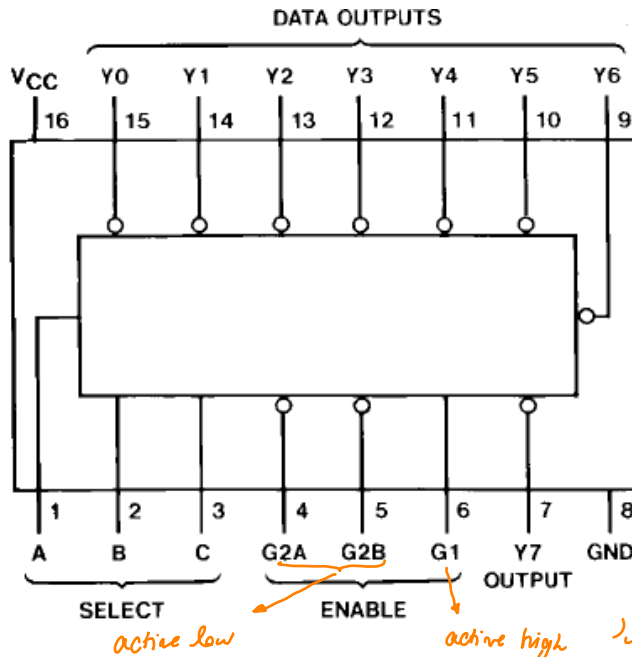 DATA OUTPUTS
VCC Y0 Y1 Y2 Y3 Y4 Y5 Y6
16 15 14 13 12 11 10 9
1 2 3 4 5 6 7 8
A B C G2A G2B G1 Y7 GND
OUTPUT
SELECT ENABLE
active low active high